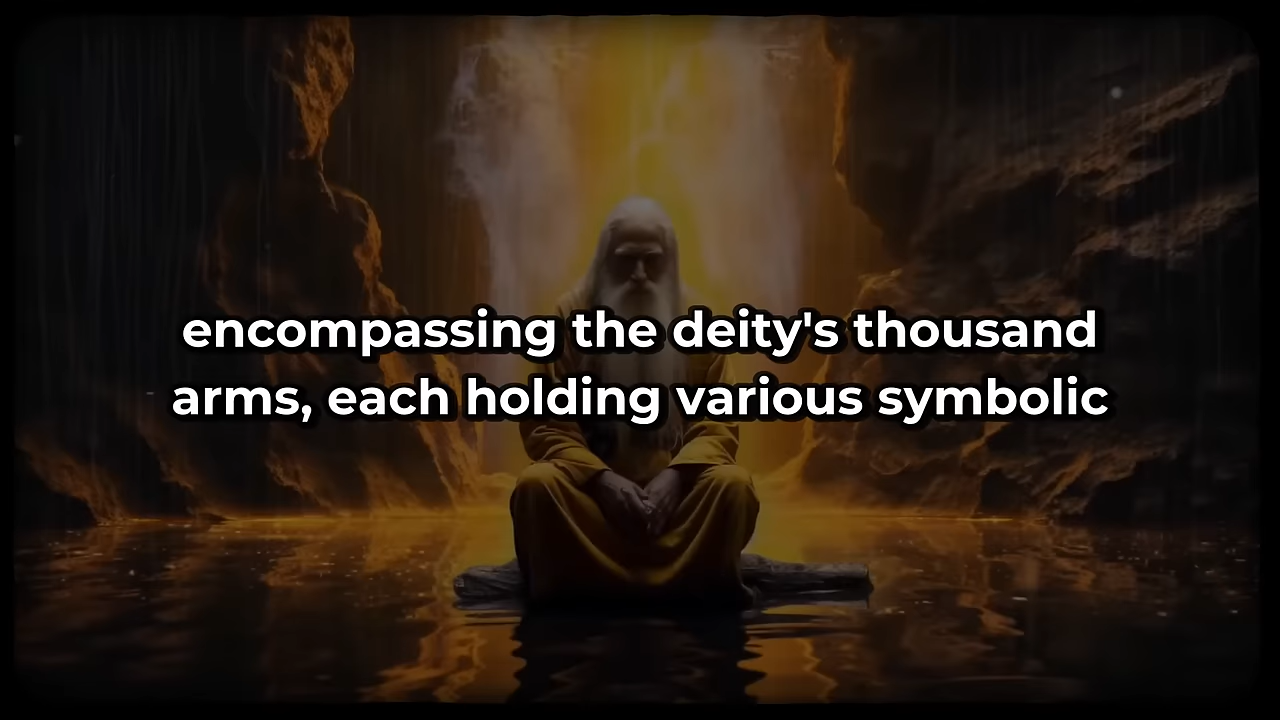 encompassing the deity's thousand
arms, each holding various symbolic